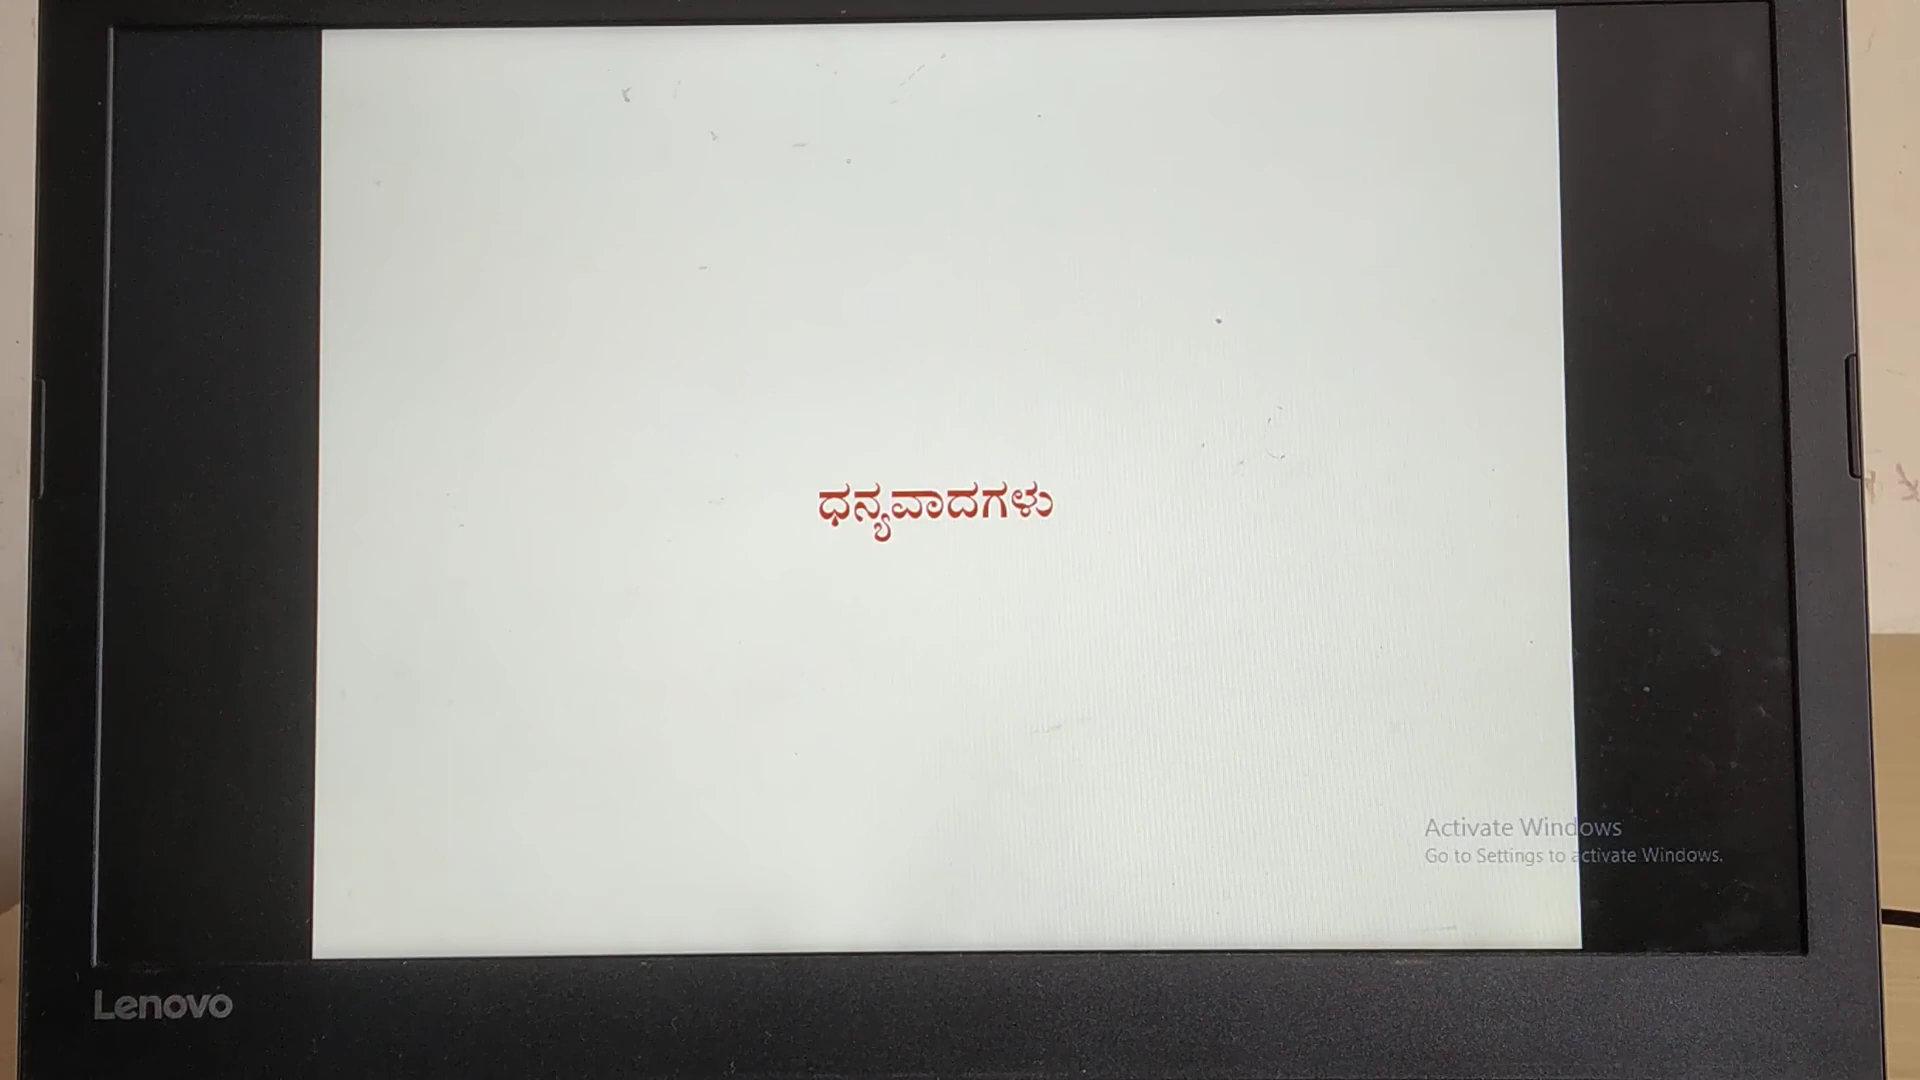 ಧನ್ಯವಾದಗಳು
Activate Windows
Go to Settings to activate Windows.
Lenovo